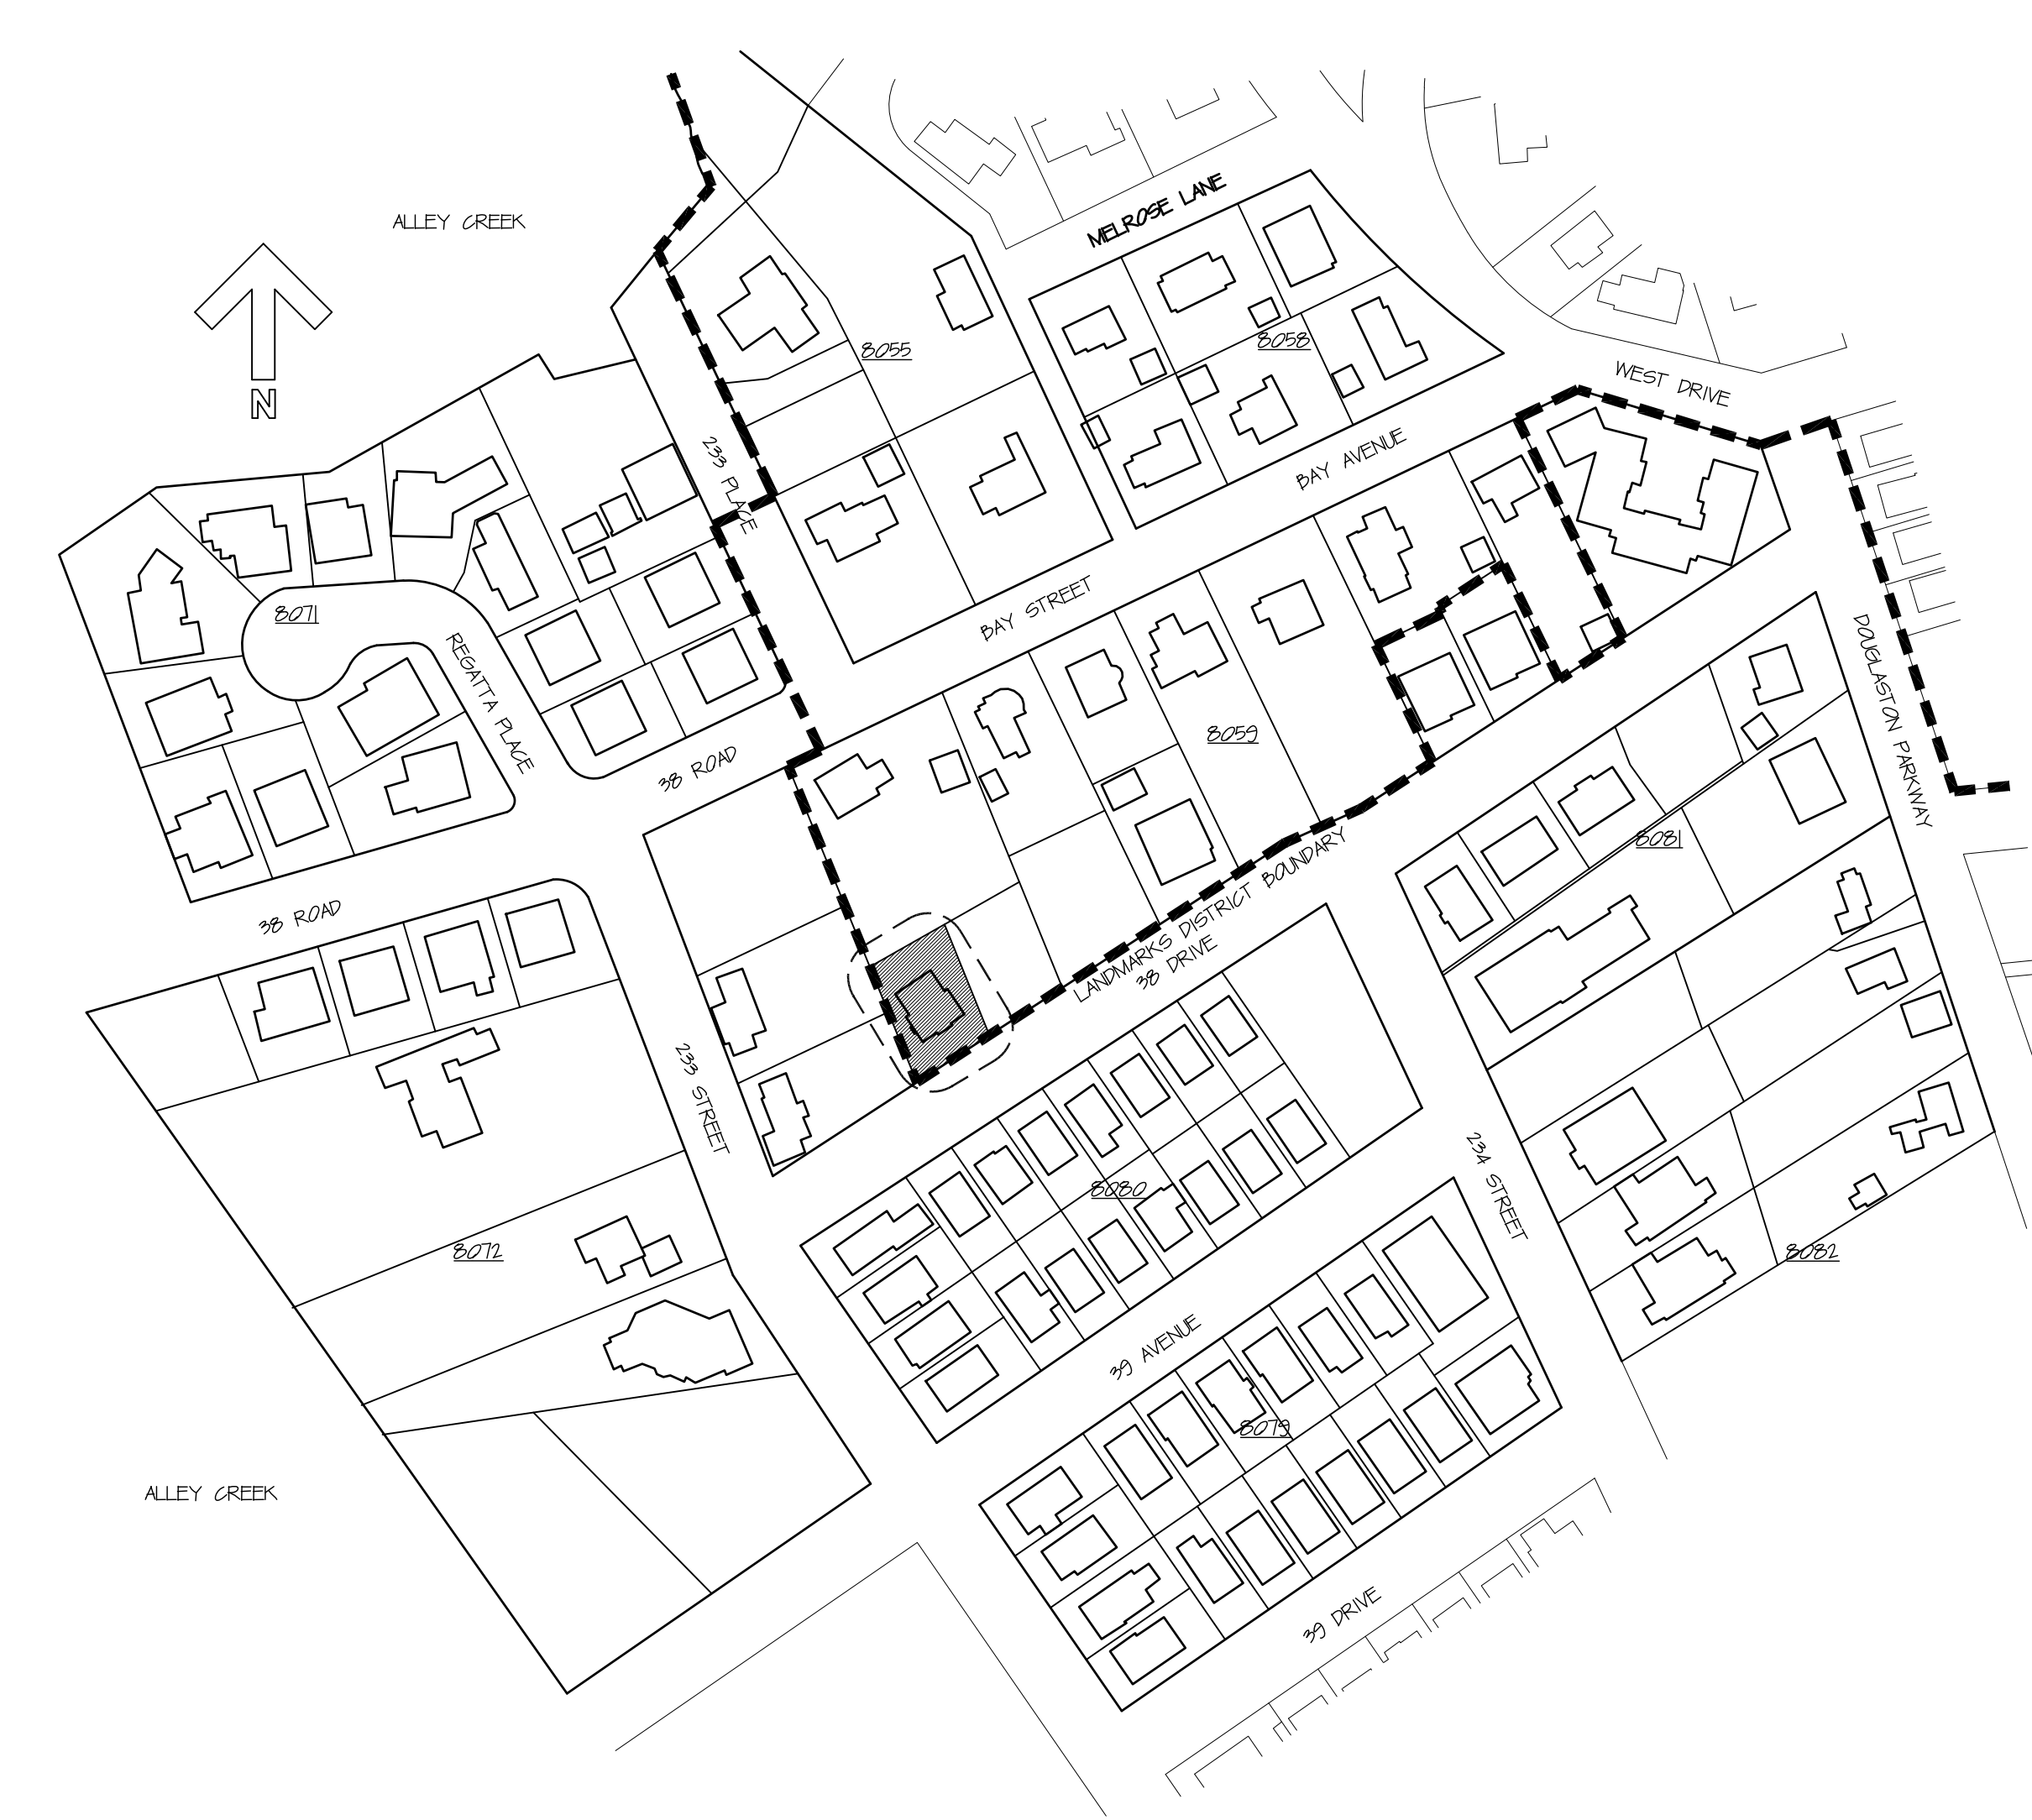 MELROSE LANE
ALLEY CREEK
8058
8055
WEST DRIVE
N
233 PLACE
BAY AVENUE
8071
BAY STREET
REGATTA PLACE
DOUGLASTON PARKWAY
8059
38 ROAD
8081
LANDMARKS DISTRICT BOUNDARY
38 ROAD
38 DRIVE
233 STREET
8080
234 STREET
8072
8082
39 AVENUE
8079
ALLEY CREEK
39 DRIVE